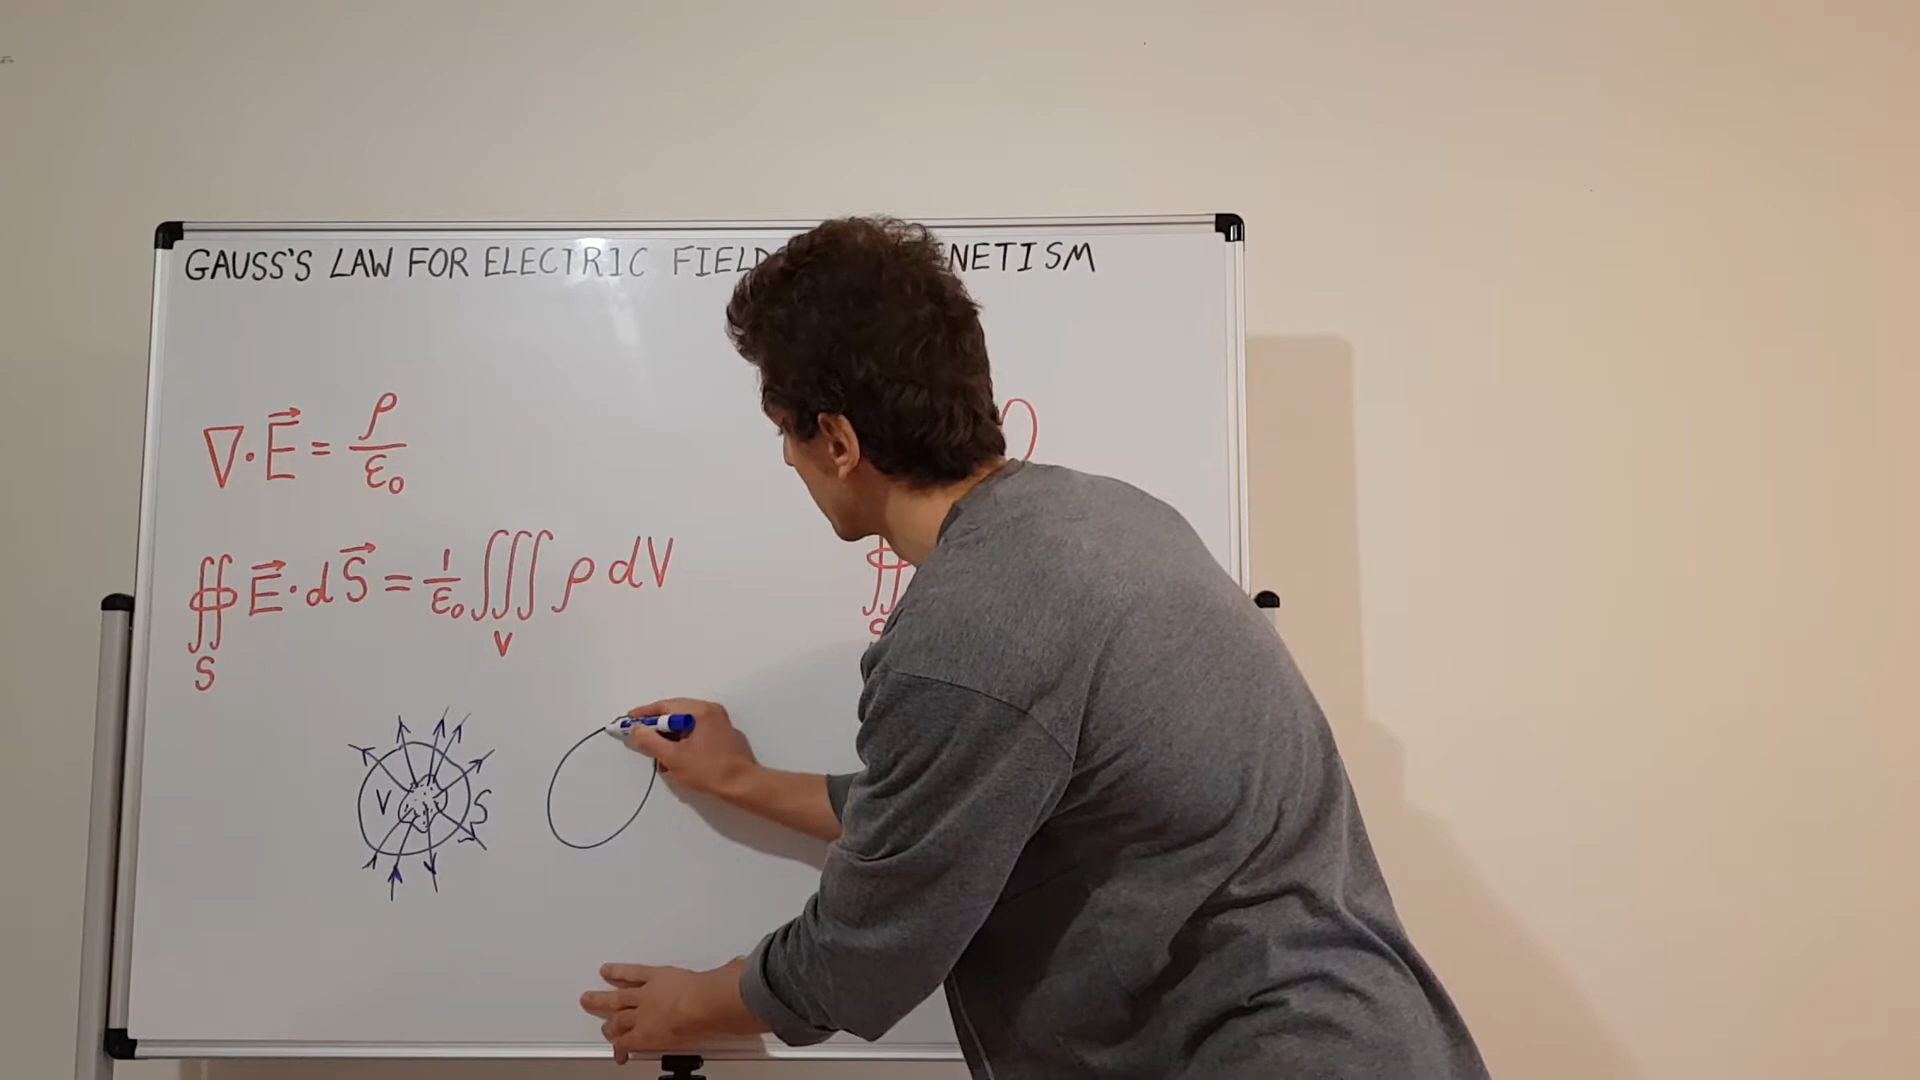 GAUSS'S LAW FOR ELECTRIC FIELD NETISM
∇·E⃗ = ρ/ε₀
∯ E⃗·dS⃗ = 1/ε₀ ∭ ρ dV
S V
V S